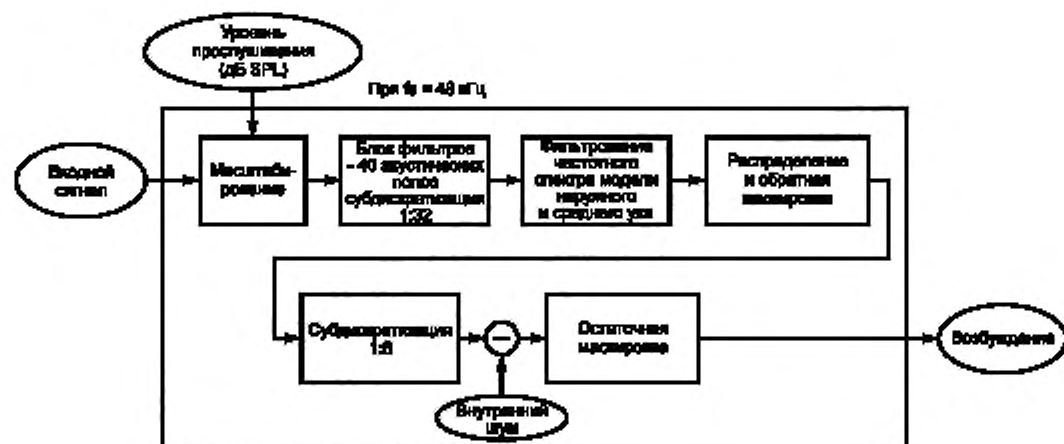 Уровень
прослушивания
(дБ SPL)
При fs = 48 кГц
Входной
сигнал
Масштаби-
рование
Блок фильтров
– 40 акустических
полос
субдискретизация
1:32
Фильтрование
частотного
спектра модели
наружного
и среднего уха
Распределение
и обратная
маскировка
Субдискретизация
1:6
–
Остаточная
маскировка
Возбуждение
Внутренний
шум